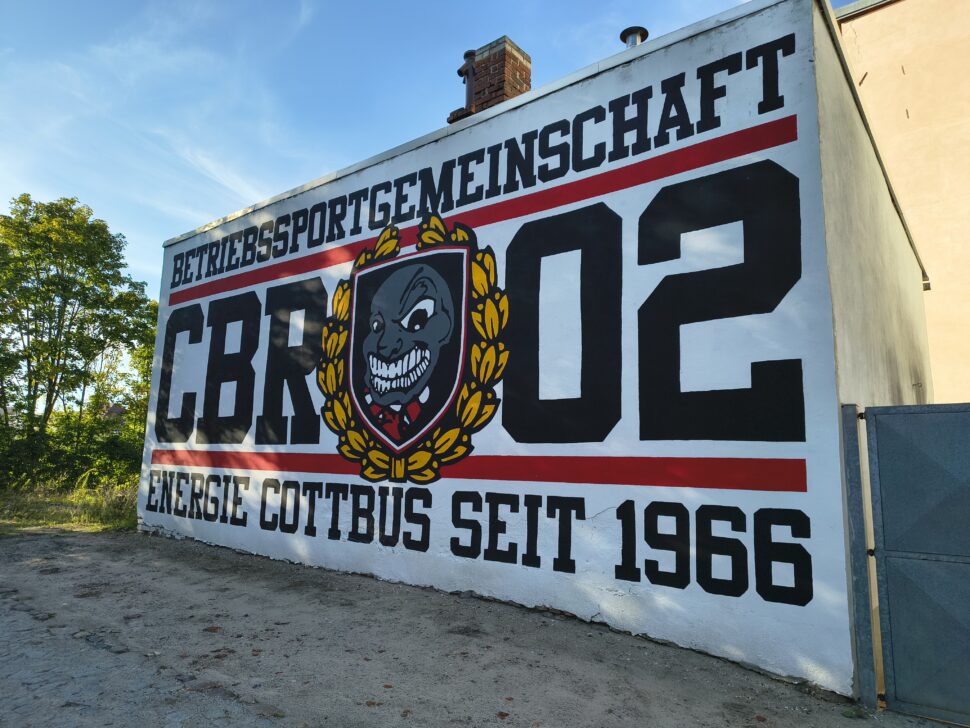 BETRIEBSSPORTGEMEINSCHAFT
CBR 02
ENERGIE COTTBUS SEIT 1966